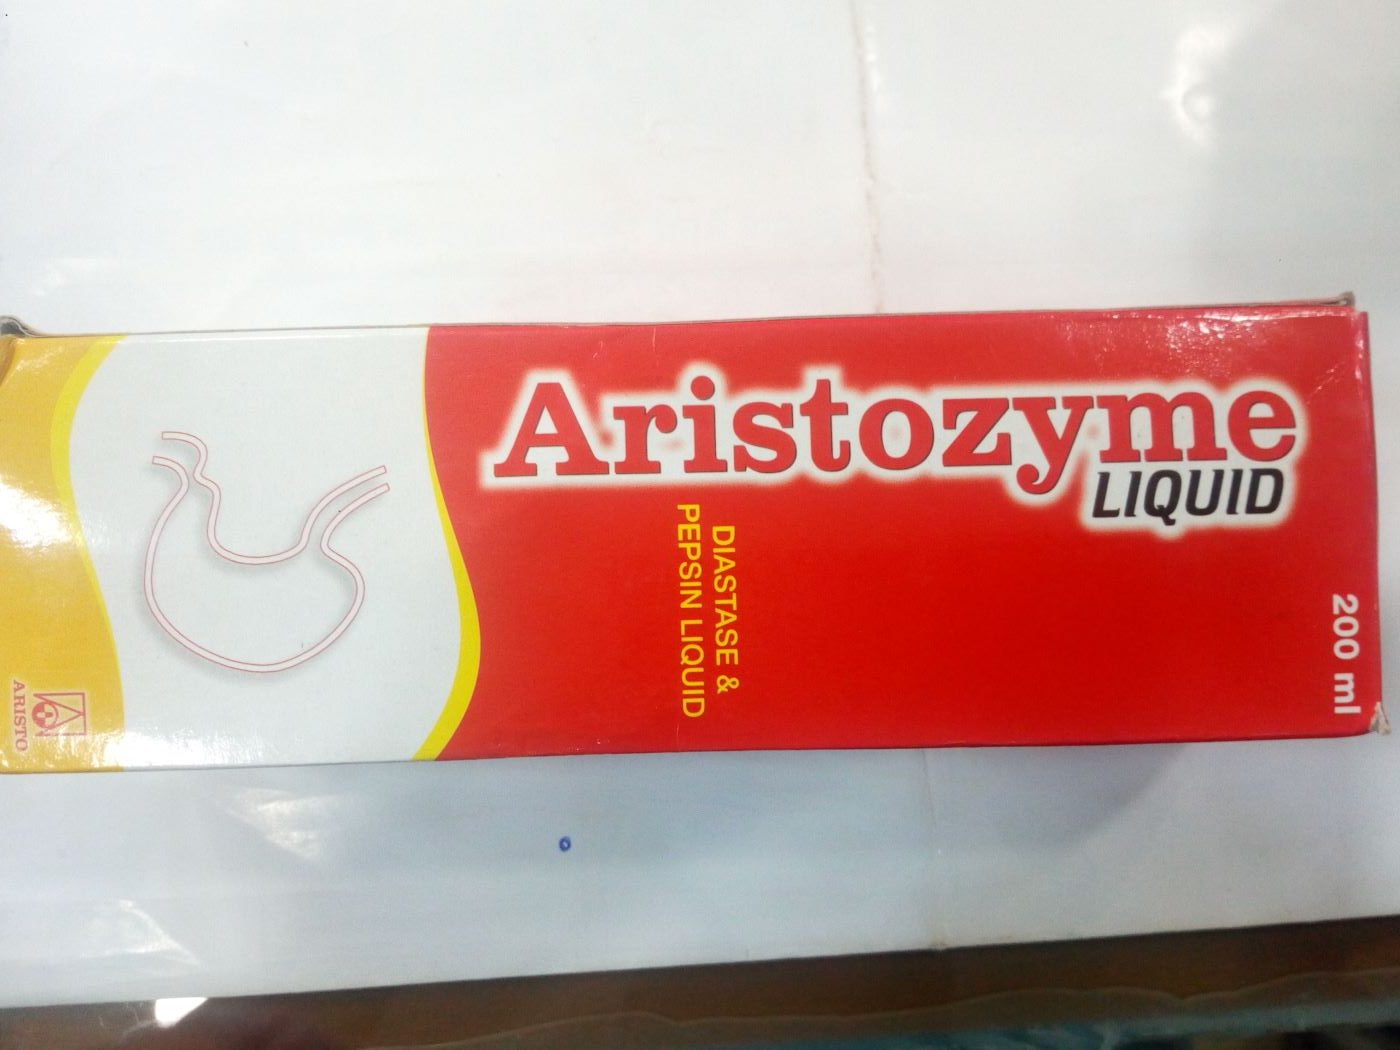 Aristozyme
LIQUID
DIASTASE &
PEPSIN LIQUID
200 ml
ARISTO